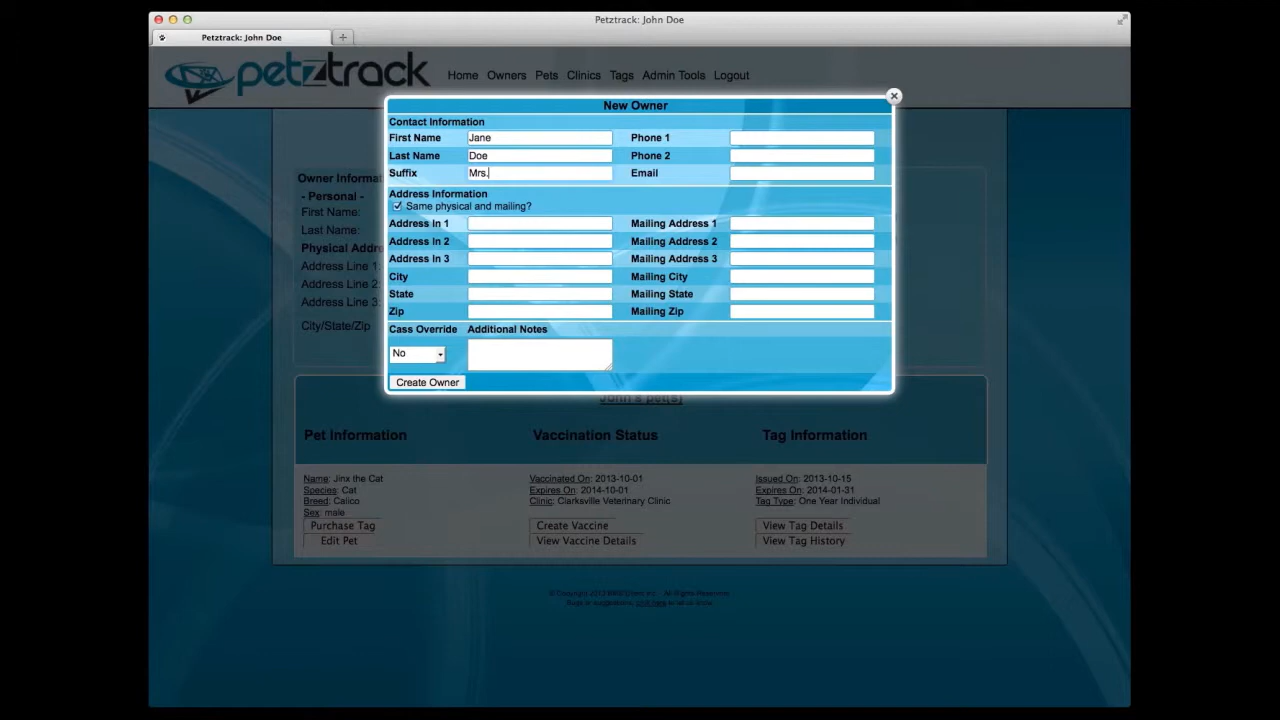 Petztrack: John Doe
Petztrack: John Doe
petztrack Home Owners Pets Clinics Tags Admin Tools Logout
New Owner
Contact Information
First Name Jane Phone 1
Last Name Doe Phone 2
Suffix Mrs. Email
Address Information
Same physical and mailing?
Address ln 1 Mailing Address 1
Address ln 2 Mailing Address 2
Address ln 3 Mailing Address 3
City Mailing City
State Mailing State
Zip Mailing Zip
Cass Override Additional Notes
No
Create Owner
Owner Informa
- Personal -
First Name:
Last Name:
Physical Addr
Address Line 1:
Address Line 2:
Address Line 3:
City/State/Zip
John's pet(s)
Pet Information Vaccination Status Tag Information
Name: Jinx the Cat Vaccinated On: 2013-10-01 Issued On: 2013-10-15
Species: Cat Expires On: 2014-10-01 Expires On: 2014-01-31
Breed: Calico Clinic: Clarksville Veterinary Clinic Tag Type: One Year Individual
Sex: male
Purchase Tag Create Vaccine View Tag Details
Edit Pet View Vaccine Details View Tag History